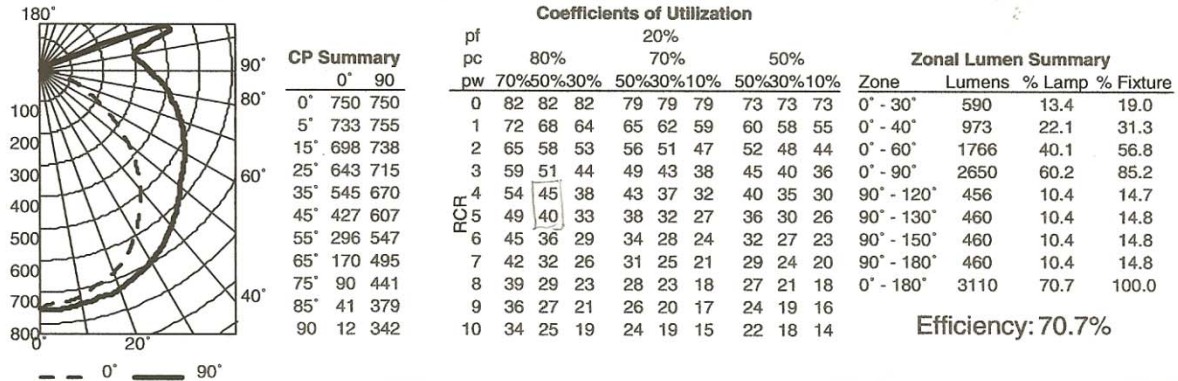 180°
90°
80°
60°
40°
20°
0°
100
200
300
400
500
600
700
800
0° 90°
CP Summary
0° 90
0° 750 750
5° 733 755
15° 698 738
25° 643 715
35° 545 670
45° 427 607
55° 296 547
65° 170 495
75° 90 441
85° 41 379
90 12 342
Coefficients of Utilization
pf 20%
pc 80% 70% 50%
pw 70%50%30% 50%30%10% 50%30%10%
RCR
0 82 82 82 79 79 79 73 73 73
1 72 68 64 65 62 59 60 58 55
2 65 58 53 56 51 47 52 48 44
3 59 51 44 49 43 38 45 40 36
4 54 45 38 43 37 32 40 35 30
5 49 40 33 38 32 27 36 30 26
6 45 36 29 34 28 24 32 27 23
7 42 32 26 31 25 21 29 24 20
8 39 29 23 28 23 18 27 21 18
9 36 27 21 26 20 17 24 19 16
10 34 25 19 24 19 15 22 18 14
Zonal Lumen Summary
Zone Lumens % Lamp % Fixture
0° - 30° 590 13.4 19.0
0° - 40° 973 22.1 31.3
0° - 60° 1766 40.1 56.8
0° - 90° 2650 60.2 85.2
90° - 120° 456 10.4 14.7
90° - 130° 460 10.4 14.8
90° - 150° 460 10.4 14.8
90° - 180° 460 10.4 14.8
0° - 180° 3110 70.7 100.0
Efficiency: 70.7%